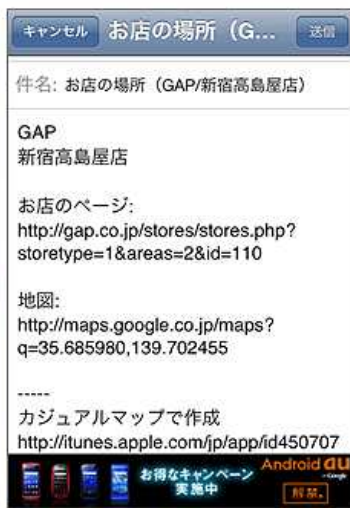 キャンセル お店の場所（G... 送信
件名: お店の場所（GAP/新宿高島屋店）
GAP
新宿高島屋店
お店のページ:
http://gap.co.jp/stores/stores.php?
storetype=1&areas=2&id=110
地図:
http://maps.google.co.jp/maps?
q=35.685980,139.702455
-----
カジュアルマップで作成
http://itunes.apple.com/jp/app/id450707
お得なキャンペーン
実施中
Android au
with Google
解禁。